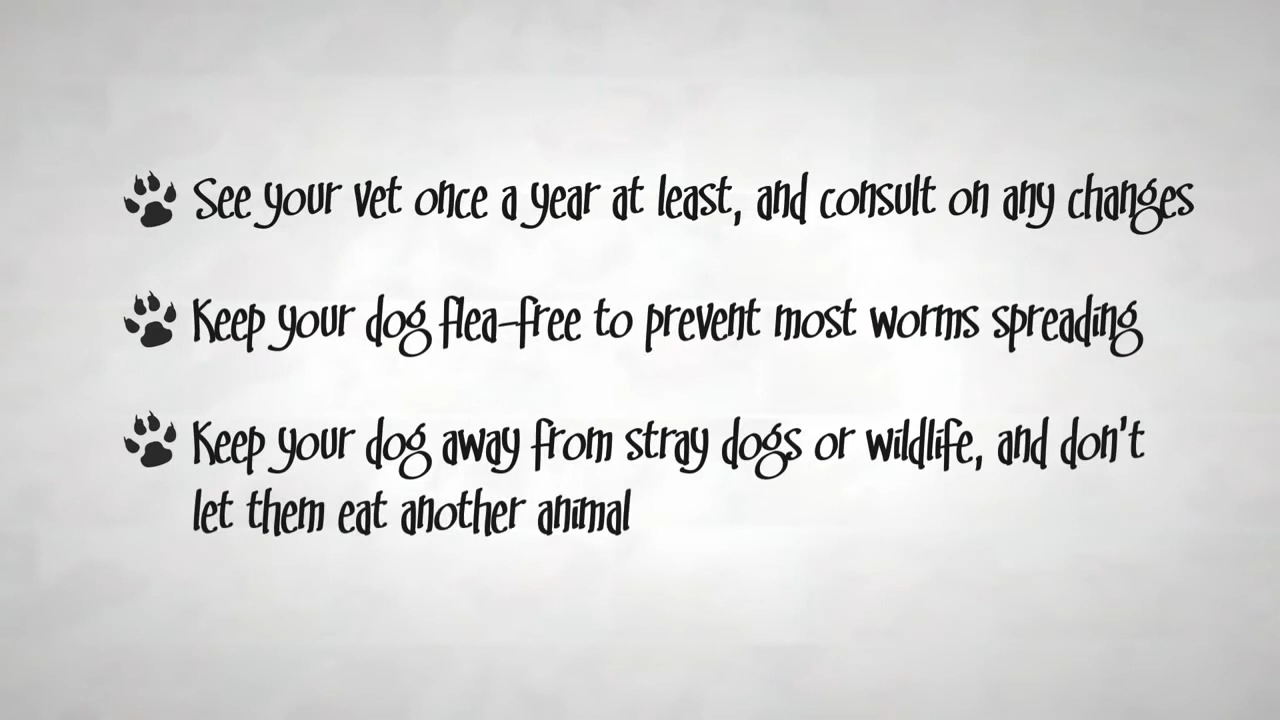 See your vet once a year at least, and consult on any changes
Keep your dog flea-free to prevent most worms spreading
Keep your dog away from stray dogs or wildlife, and don't
let them eat another animal